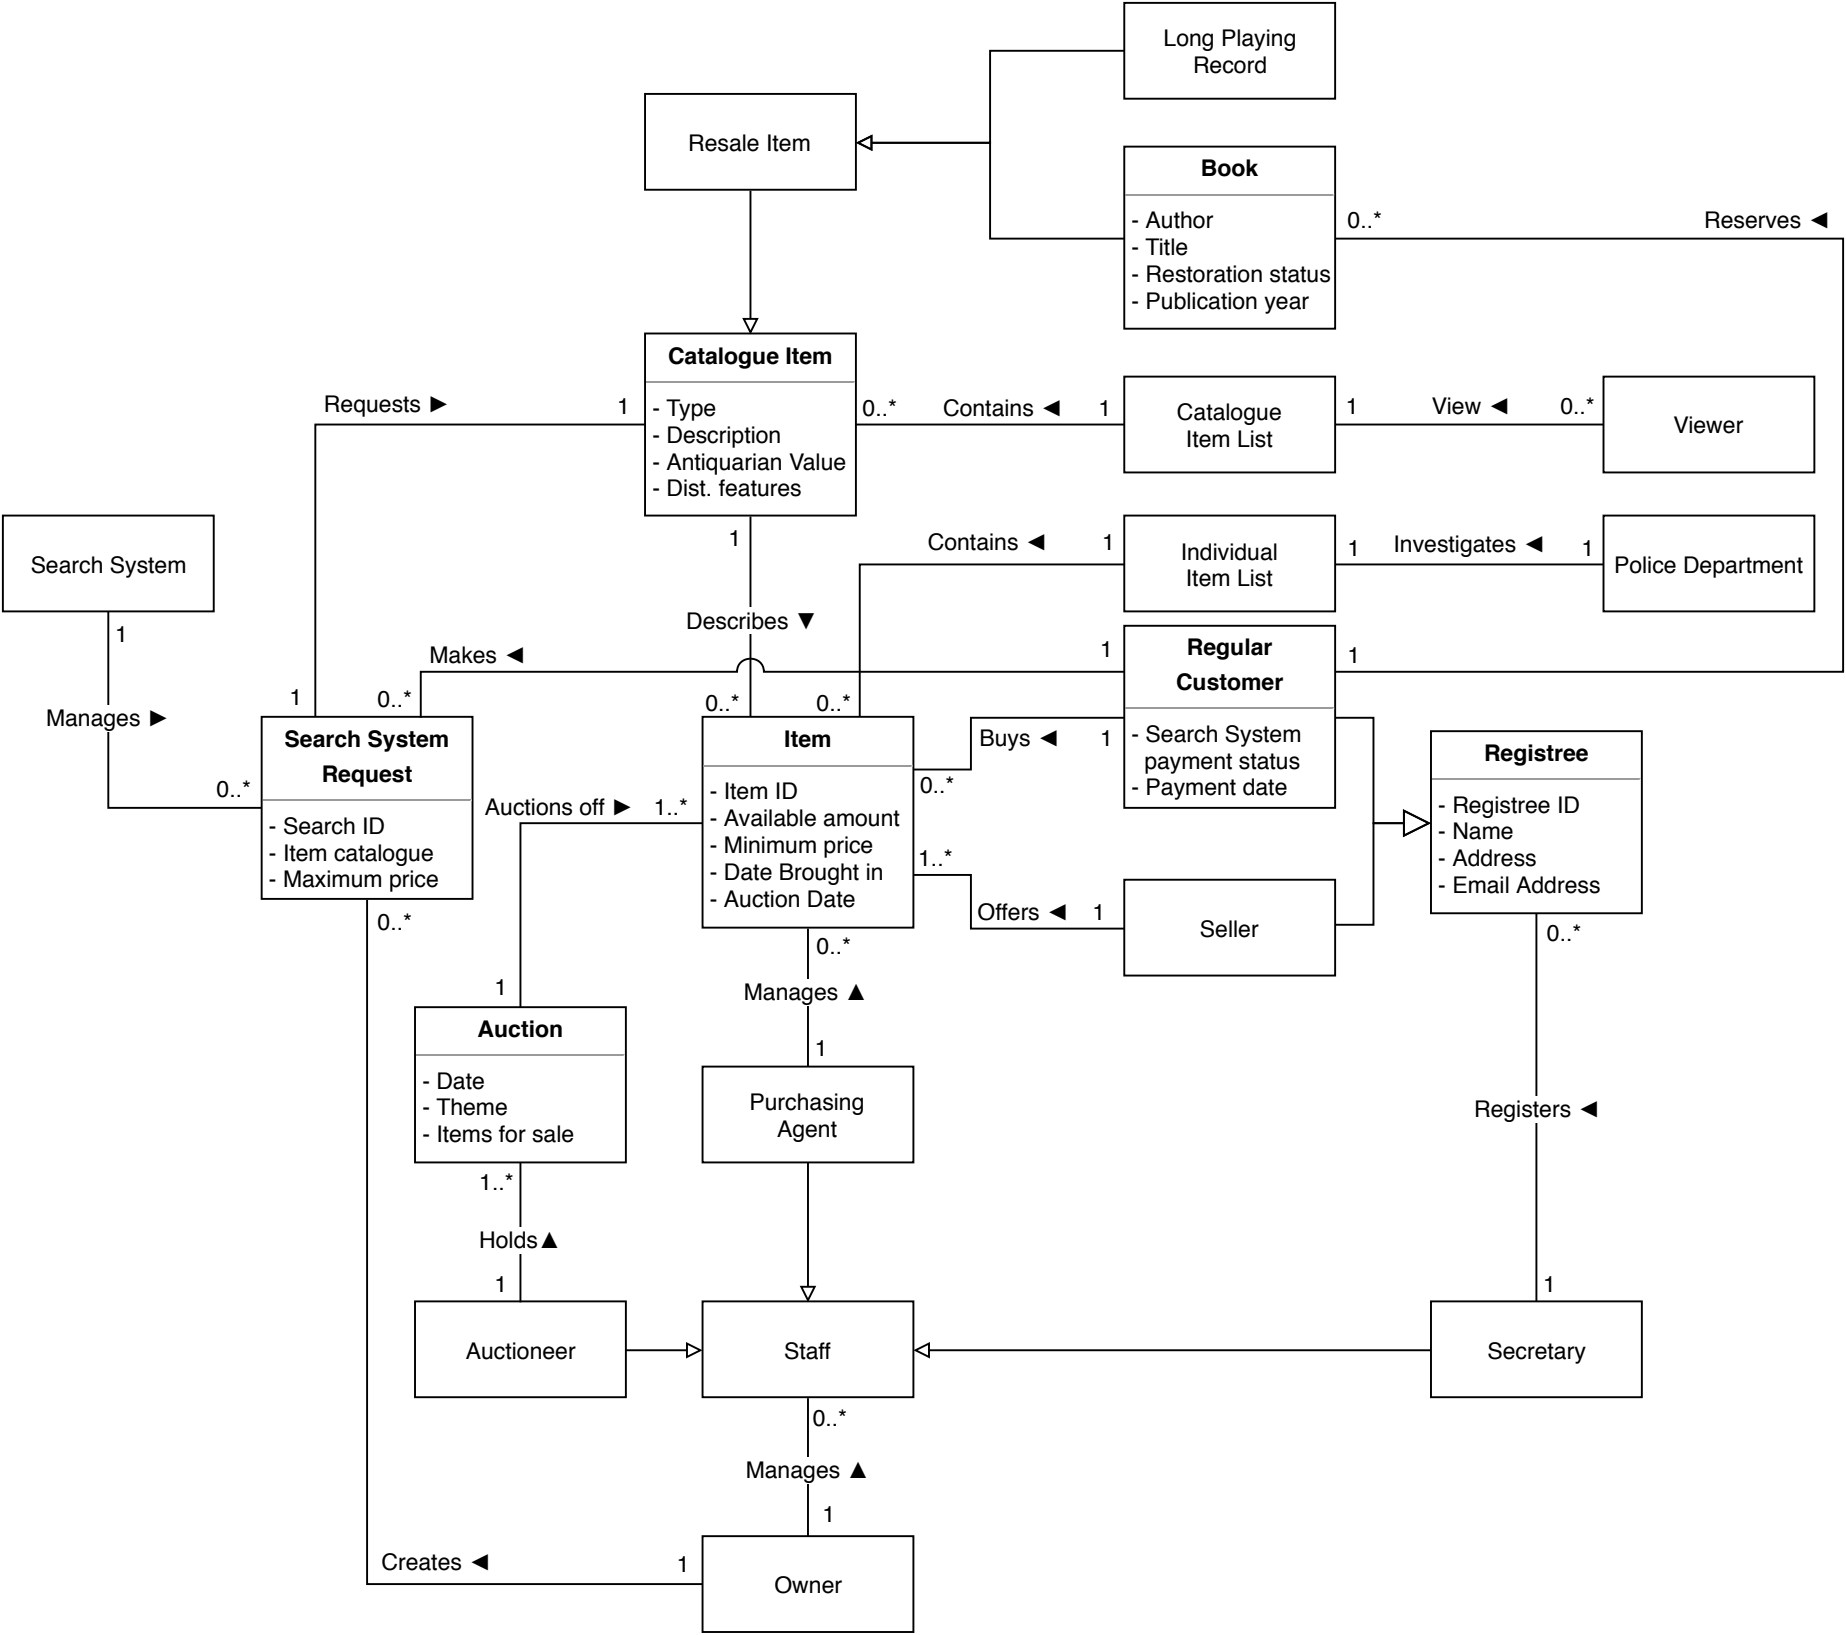 Long Playing
Record
Resale Item
Book
- Author
- Title
- Restoration status
- Publication year
0..*
Reserves ◄
Catalogue Item
- Type
- Description
- Antiquarian Value
- Dist. features
Requests ►
1
0..*
Contains ◄
1
Catalogue
Item List
1
View ◄
0..*
Viewer
Search System
1
Manages ►
0..*
1
Describes ▼
0..*
Contains ◄
1
0..*
Individual
Item List
1
Investigates ◄
1
Police Department
Makes ◄
0..*
1
1
1
Regular
Customer
- Search System
payment status
- Payment date
Search System
Request
- Search ID
- Item catalogue
- Maximum price
0..*
Item
- Item ID
- Available amount
- Minimum price
- Date Brought in
- Auction Date
Buys ◄
1
0..*
Auctions off ►
1..*
1
1..*
Offers ◄
1
Seller
Registree
- Registree ID
- Name
- Address
- Email Address
0..*
0..*
Manages ▲
1
Auction
- Date
- Theme
- Items for sale
Purchasing
Agent
Registers ◄
1
1..*
Holds▲
1
Auctioneer
Staff
Secretary
0..*
Manages ▲
1
Creates ◄
1
Owner